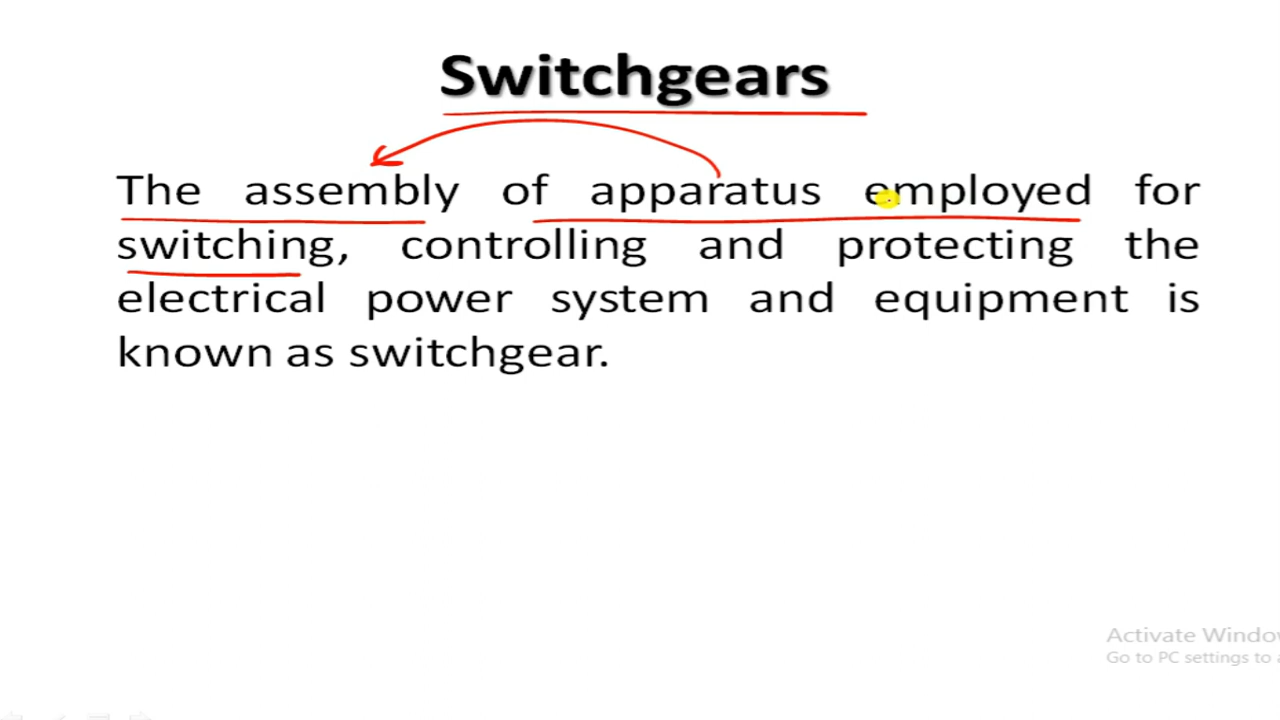 Switchgears
The assembly of apparatus employed for
switching, controlling and protecting the
electrical power system and equipment is
known as switchgear.
Activate Windo
Go to PC settings to a